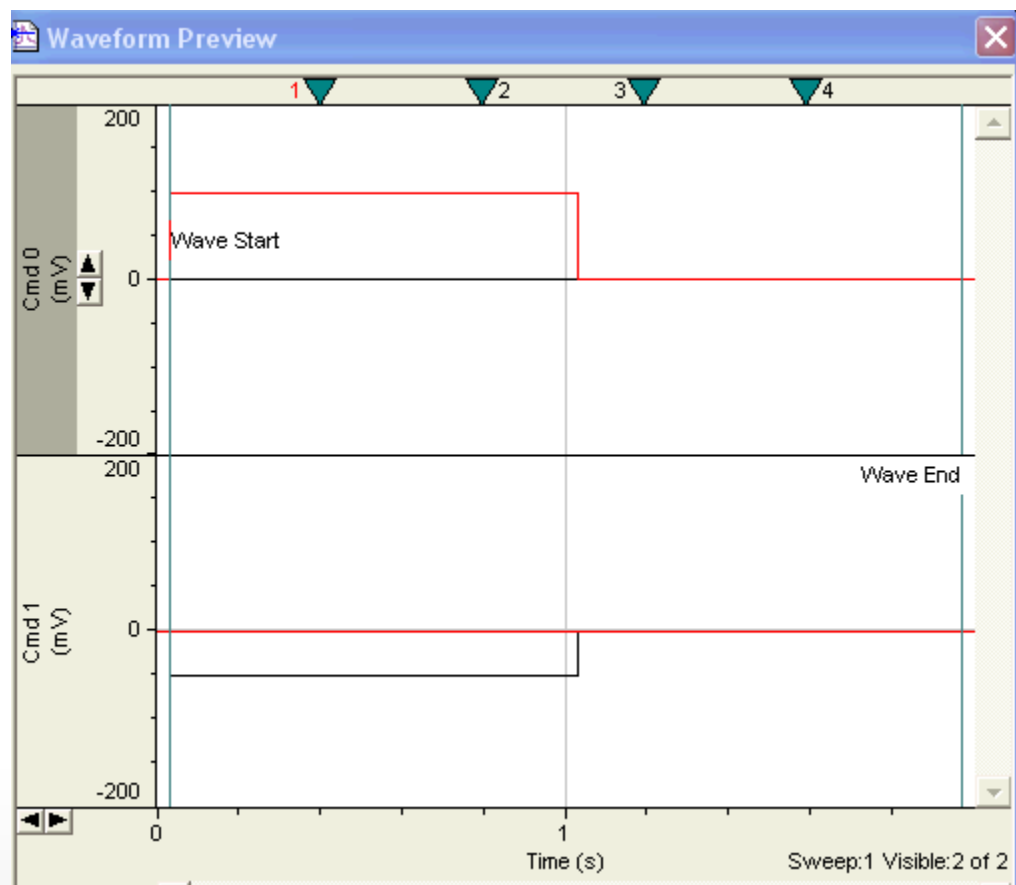 Waveform Preview
1 2 3 4
200
Cmd 0
(mV)
Wave Start
0
-200
200
Wave End
Cmd 1
(mV)
0
-200
0 1
Time (s) Sweep:1 Visible:2 of 2